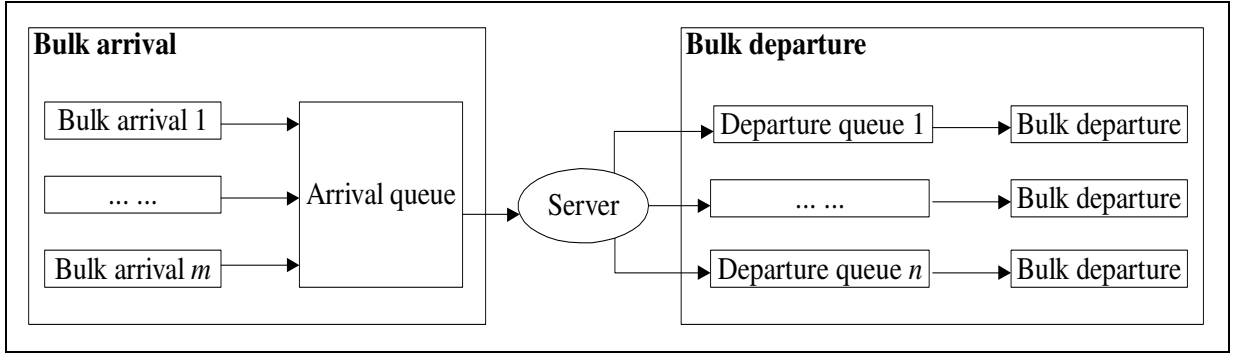 Bulk arrival
Bulk arrival 1
... ...
Bulk arrival m
Arrival queue
Server
Bulk departure
Departure queue 1
Bulk departure
... ...
Bulk departure
Departure queue n
Bulk departure